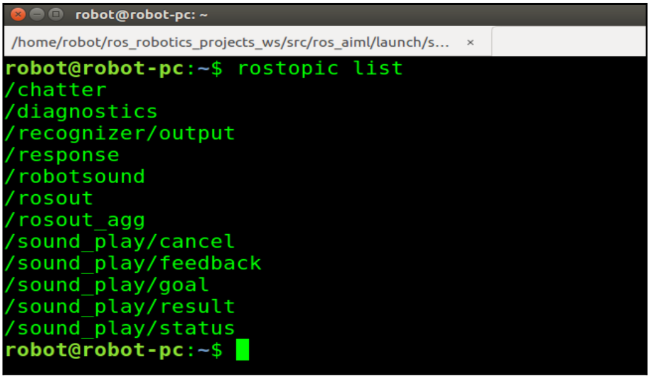 robot@robot-pc: ~
/home/robot/ros_robotics_projects_ws/src/ros_aiml/launch/s... ×
robot@robot-pc:~$ rostopic list
/chatter
/diagnostics
/recognizer/output
/response
/robotsound
/rosout
/rosout_agg
/sound_play/cancel
/sound_play/feedback
/sound_play/goal
/sound_play/result
/sound_play/status
robot@robot-pc:~$